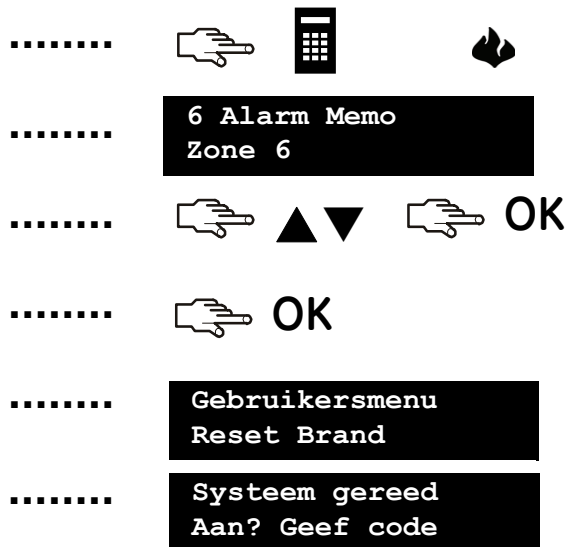 ........
........ 6 Alarm Memo
Zone 6
........ ▲▼ OK
........ OK
........ Gebruikersmenu
Reset Brand
........ Systeem gereed
Aan? Geef code